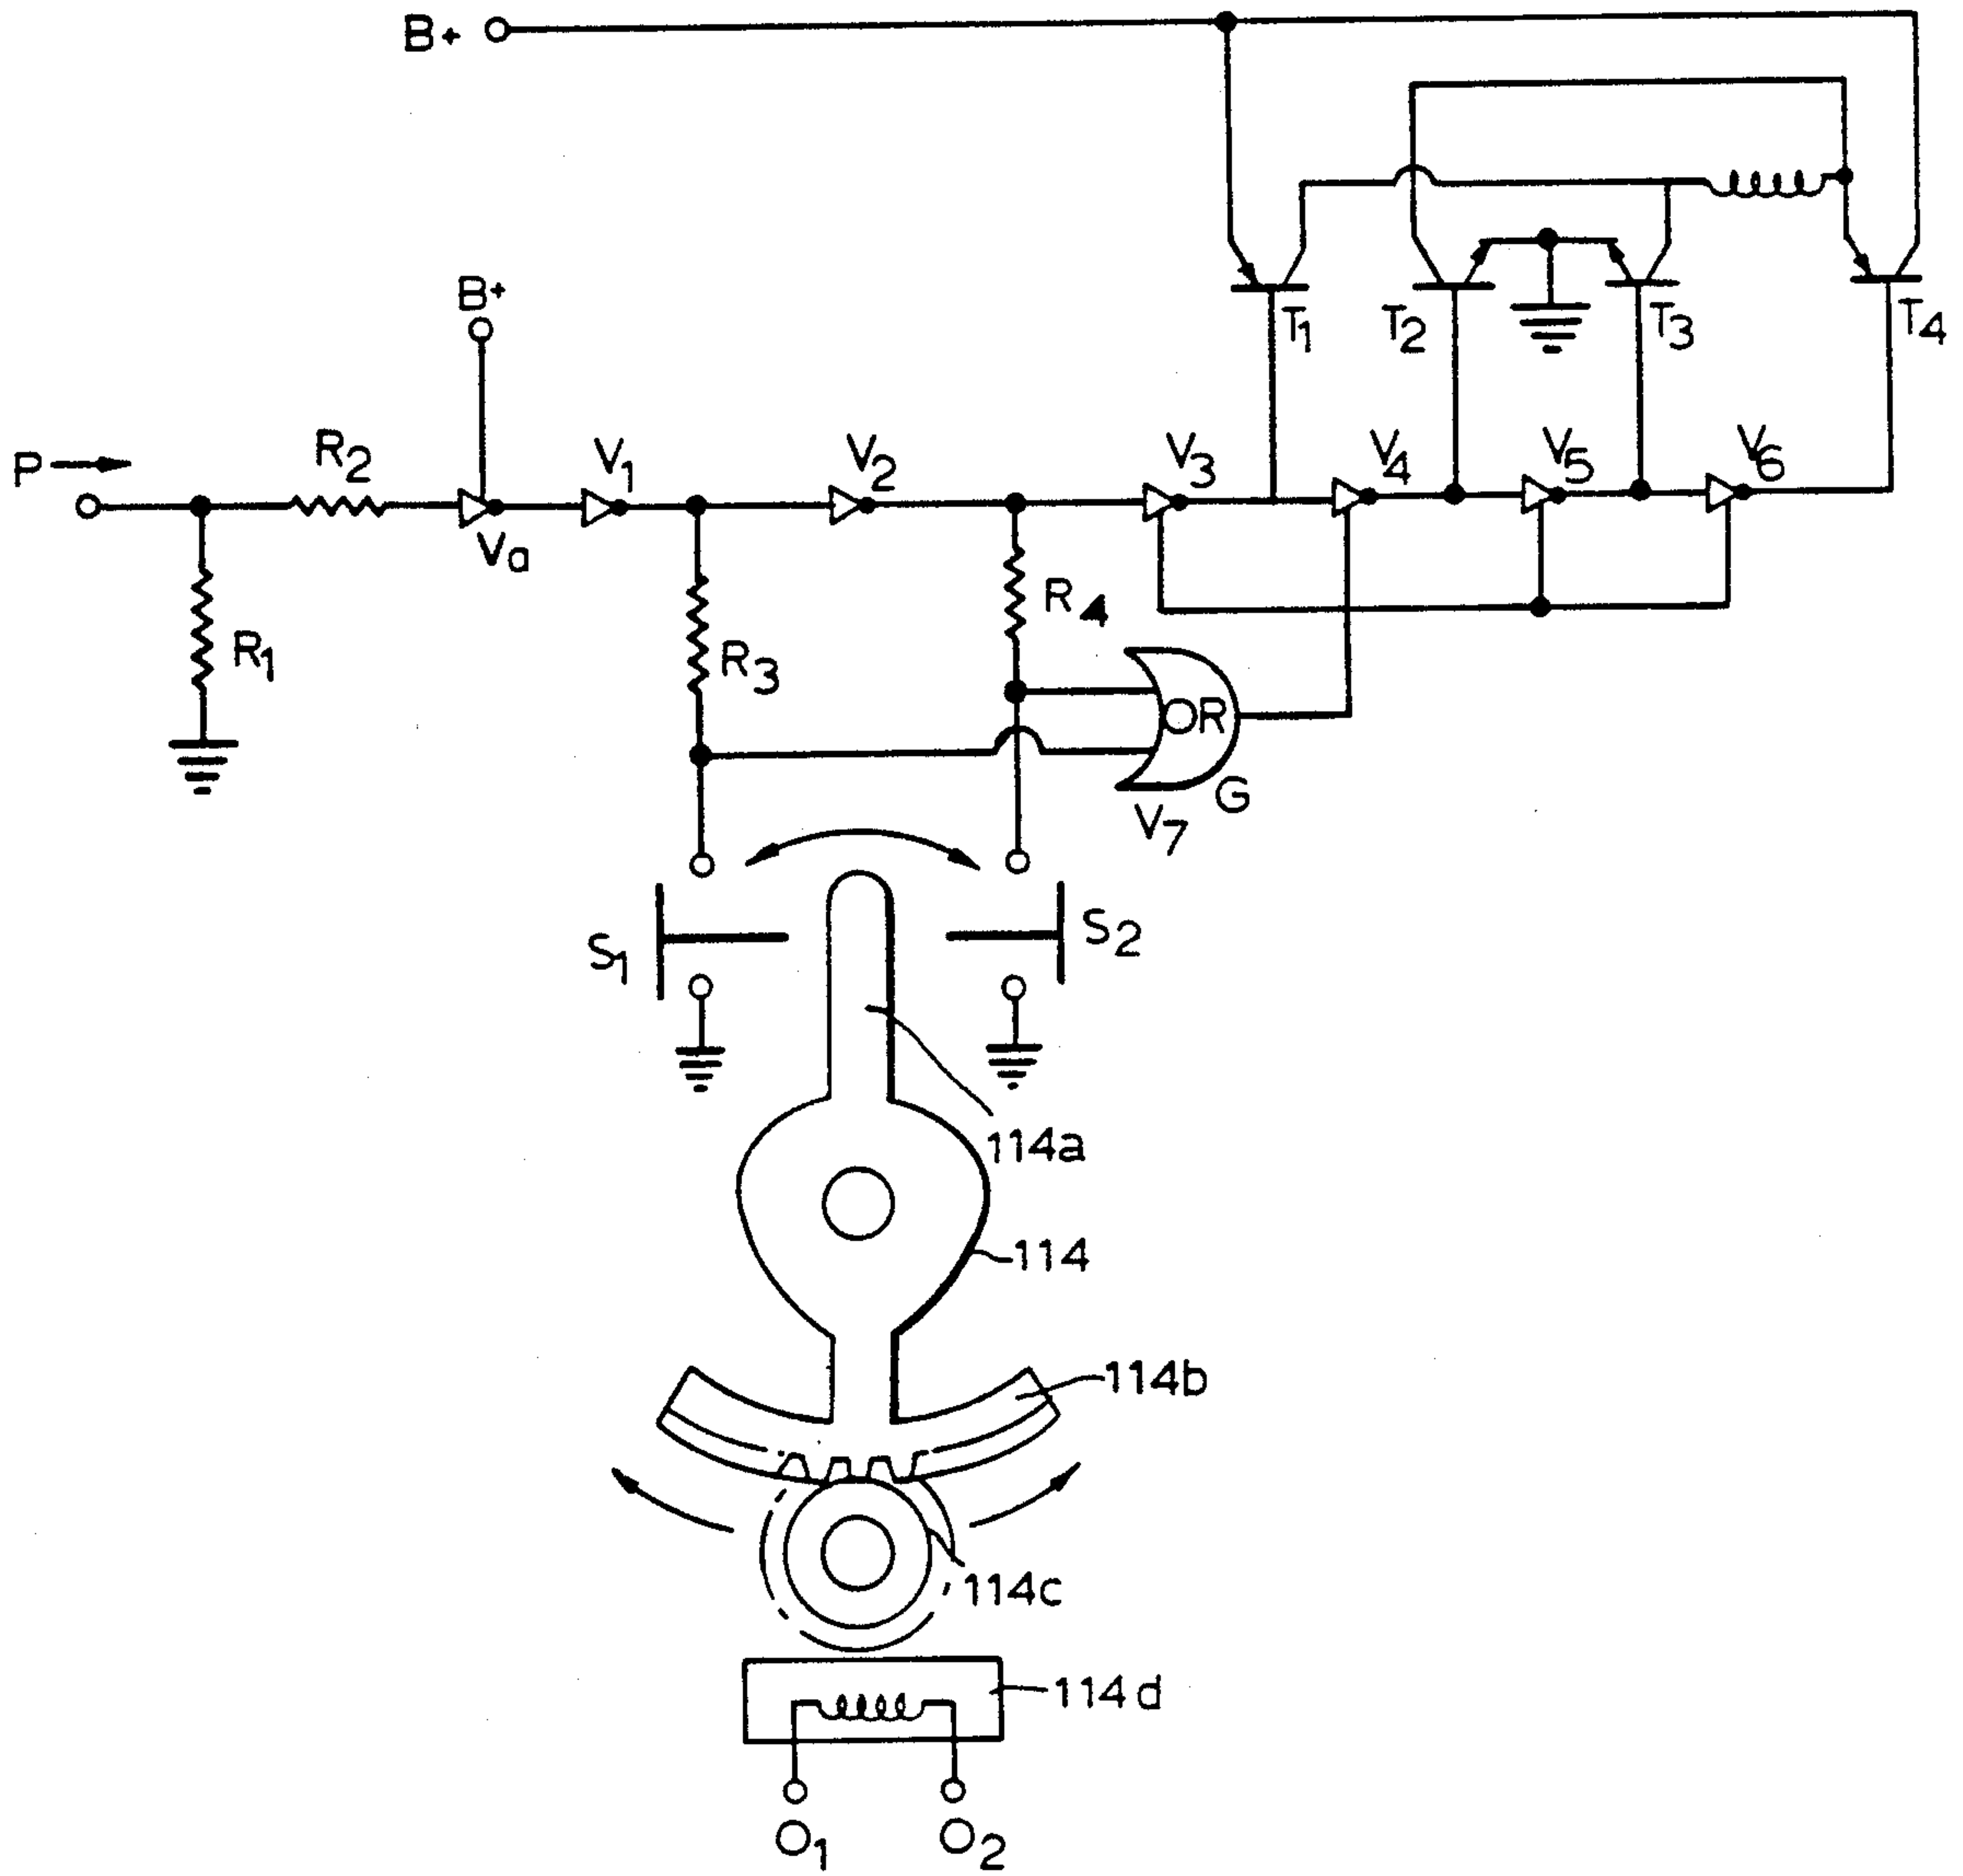 B+
B+
P
R2
Va
V1
V2
V3
V4
V5
V6
T1
T2
T3
T4
R1
R3
R4
OR
G
V7
S1
S2
114a
114
114b
114c
114d
O1
O2